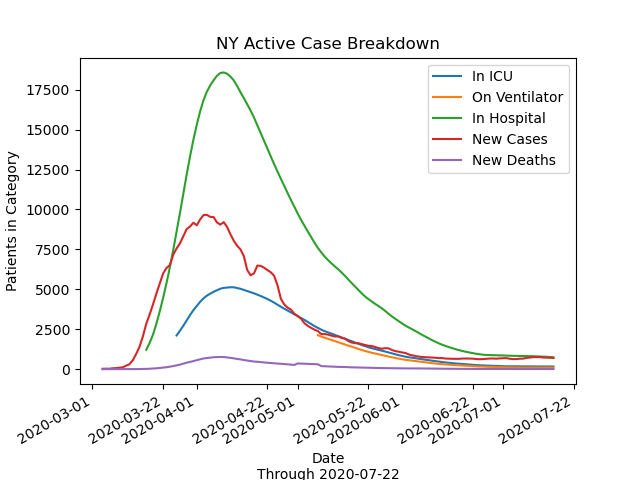 NY Active Case Breakdown
In ICU
On Ventilator
In Hospital
New Cases
New Deaths
Patients in Category
17500
15000
12500
10000
7500
5000
2500
0
2020-03-01
2020-03-22
2020-04-01
2020-04-22
2020-05-01
2020-05-22
2020-06-01
2020-06-22
2020-07-01
2020-07-22
Date
Through 2020-07-22